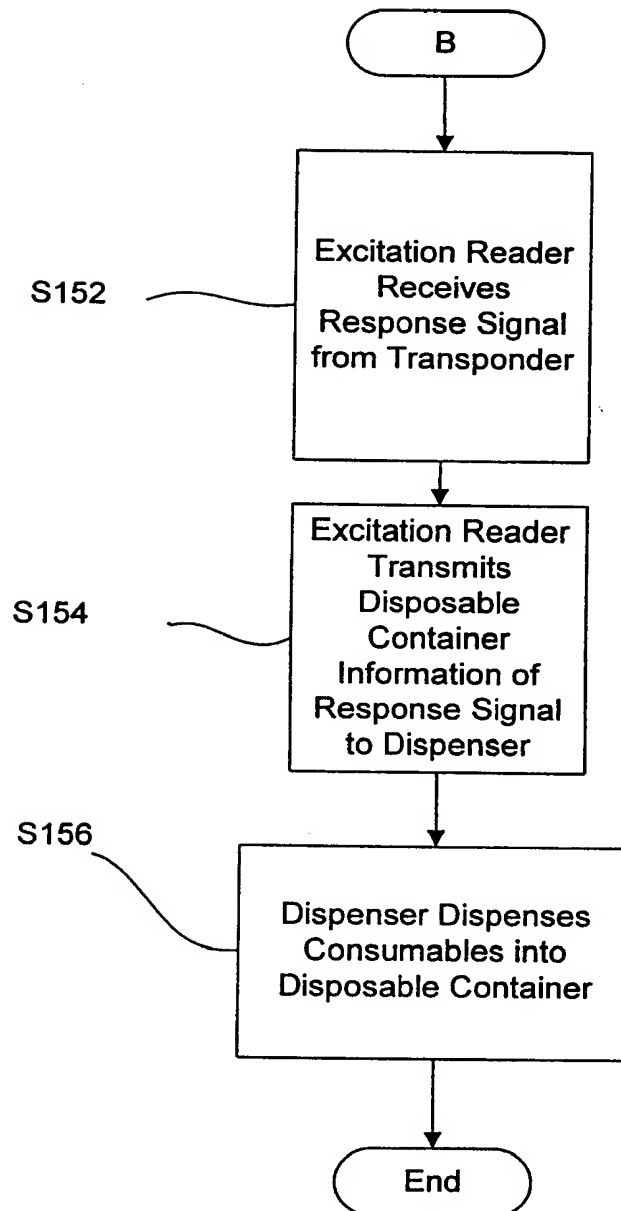 B
S152
Excitation Reader
Receives
Response Signal
from Transponder
S154
Excitation Reader
Transmits
Disposable
Container
Information of
Response Signal
to Dispenser
S156
Dispenser Dispenses
Consumables into
Disposable Container
End